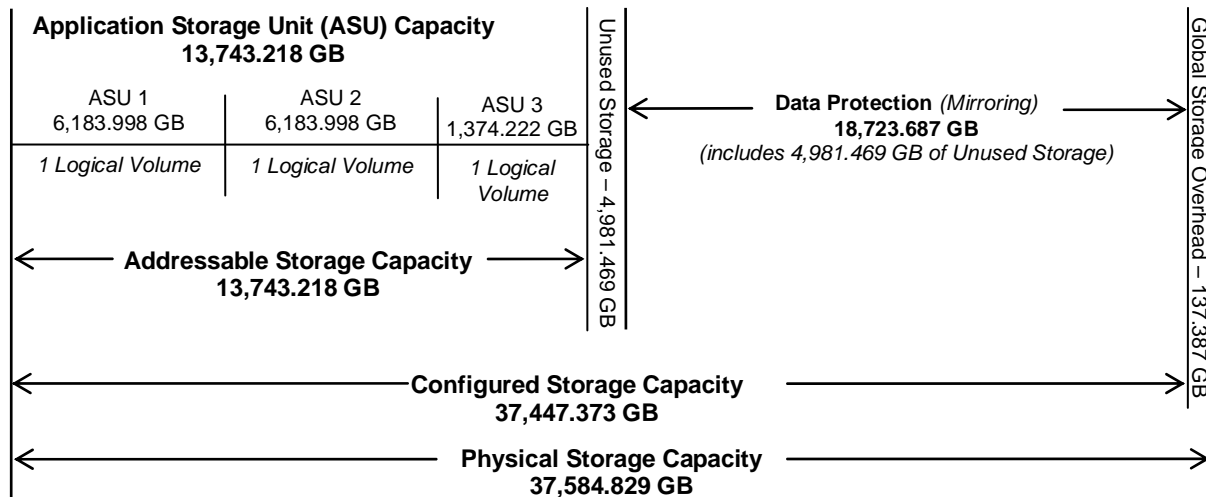 Application Storage Unit (ASU) Capacity
13,743.218 GB
ASU 1
6,183.998 GB
1 Logical Volume
ASU 2
6,183.998 GB
1 Logical Volume
ASU 3
1,374.222 GB
1 Logical
Volume
Addressable Storage Capacity
13,743.218 GB
Unused Storage – 4,981.469 GB
Data Protection (Mirroring)
18,723.687 GB
(includes 4,981.469 GB of Unused Storage)
Global Storage Overhead – 137.387 GB
Configured Storage Capacity
37,447.373 GB
Physical Storage Capacity
37,584.829 GB